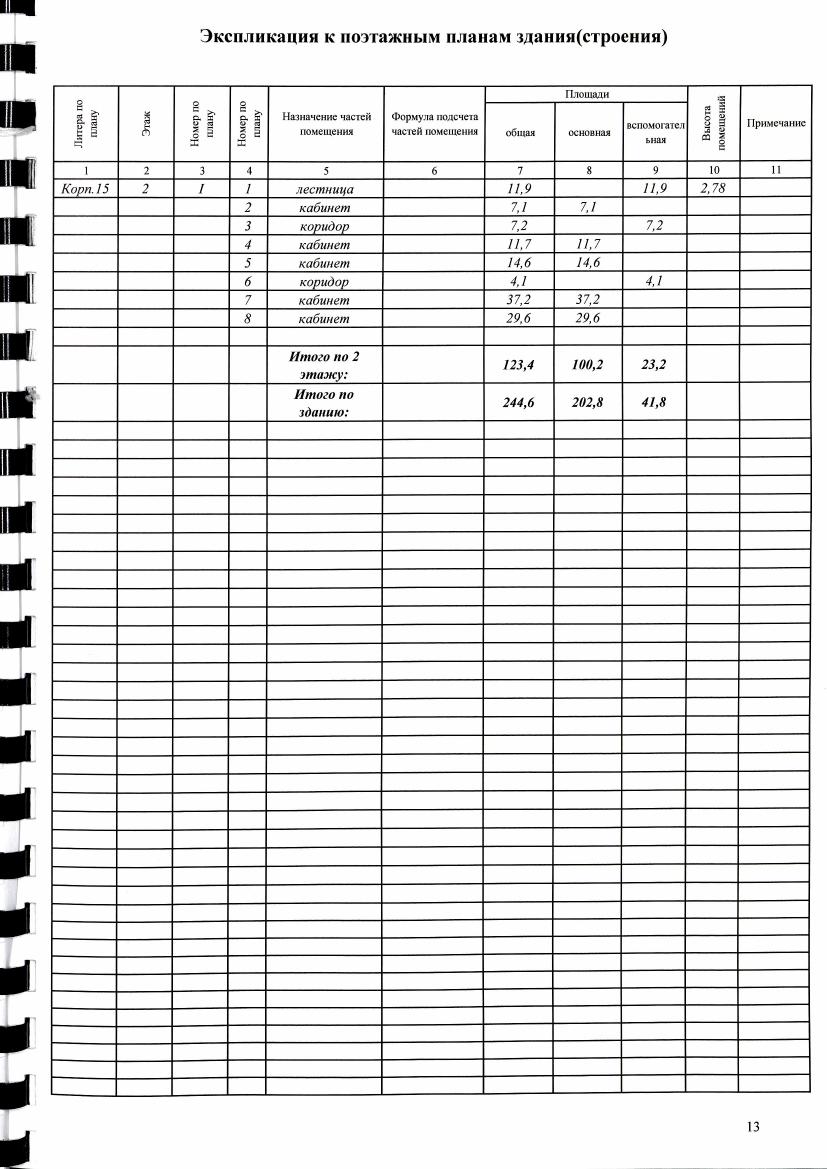 Экспликация к поэтажным планам здания(строения)
Литера по плану
Этаж
Номер по плану
Номер по плану
Назначение частей помещения
Формула подсчета частей помещения
Площади
общая
основная
вспомогател
ьная
Высота помещений
Примечание
1 2 3 4 5 6 7 8 9 10 11
Корп.15 2 I 1 лестница 11,9 11,9 2,78
2 кабинет 7,1 7,1
3 коридор 7,2 7,2
4 кабинет 11,7 11,7
5 кабинет 14,6 14,6
6 коридор 4,1 4,1
7 кабинет 37,2 37,2
8 кабинет 29,6 29,6
Итого по 2
этажу: 123,4 100,2 23,2
Итого по
зданию: 244,6 202,8 41,8
13